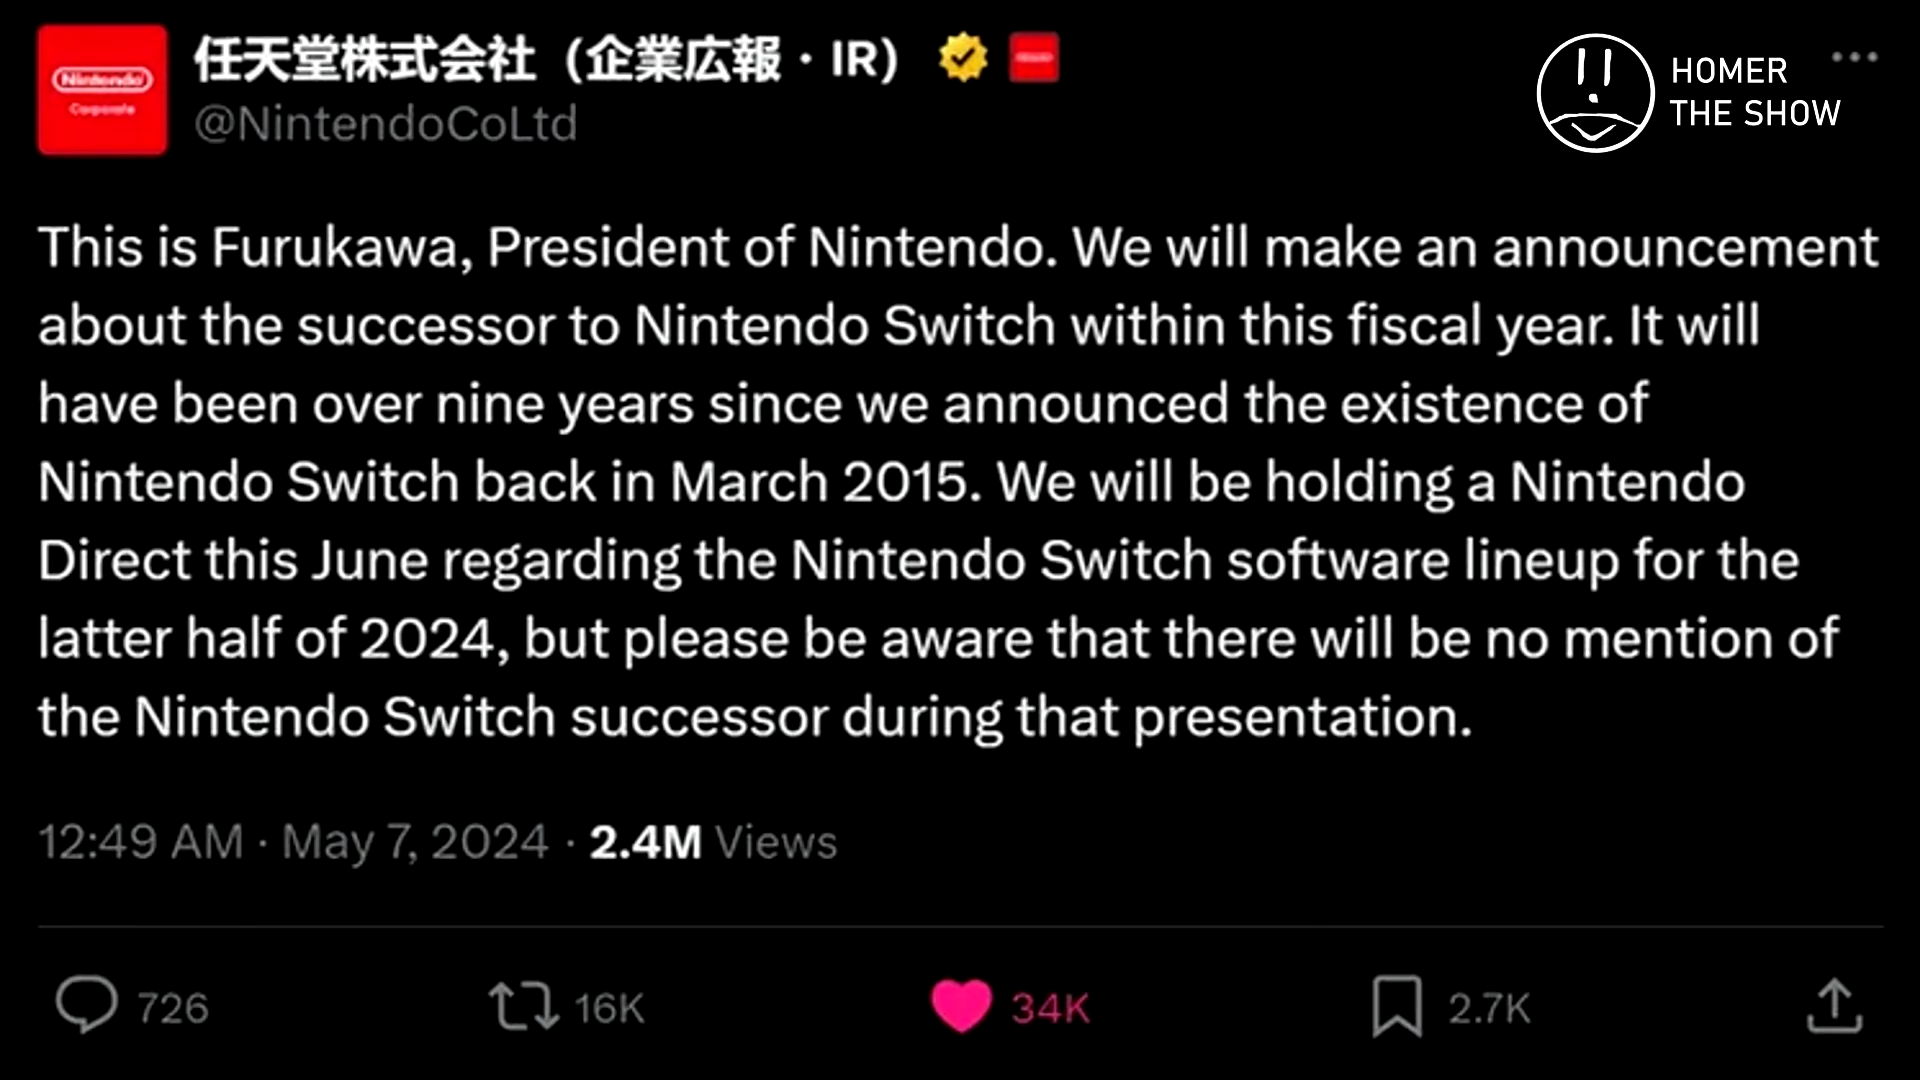 Nintendo
Corporate
任天堂株式会社（企業広報・IR）
@NintendoCoLtd
HOMER
THE SHOW
This is Furukawa, President of Nintendo. We will make an announcement
about the successor to Nintendo Switch within this fiscal year. It will
have been over nine years since we announced the existence of
Nintendo Switch back in March 2015. We will be holding a Nintendo
Direct this June regarding the Nintendo Switch software lineup for the
latter half of 2024, but please be aware that there will be no mention of
the Nintendo Switch successor during that presentation.
12:49 AM · May 7, 2024 · 2.4M Views
726 16K 34K 2.7K